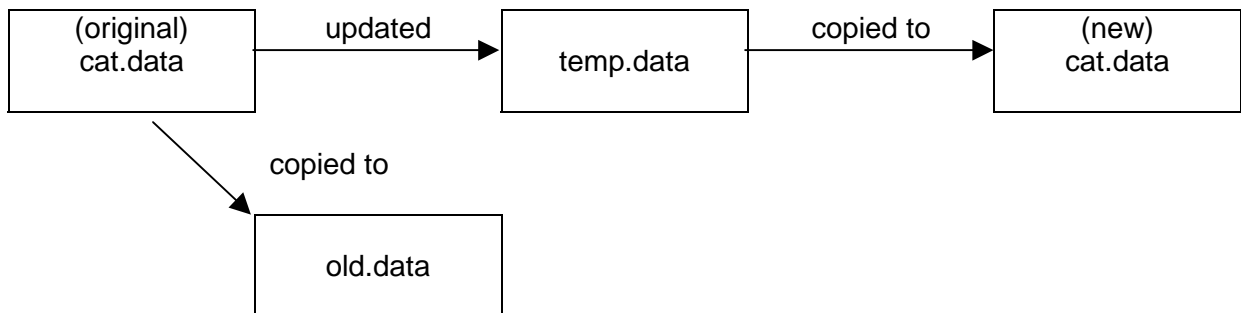 (original)
cat.data
updated
temp.data
copied to
(new)
cat.data
copied to
old.data